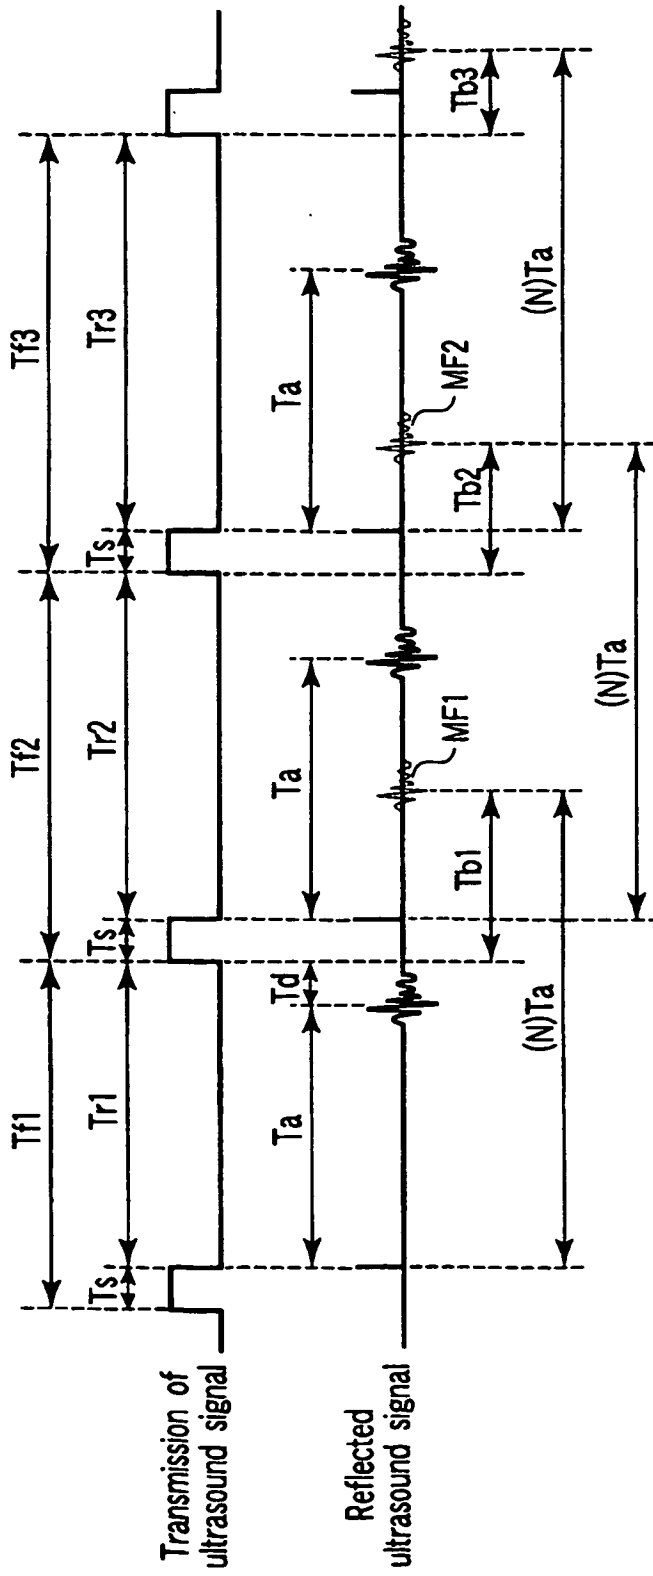 Tf1
Tf2
Tf3
Ts
Tr1
Ts
Tr2
Ts
Tr3
Transmission of
ultrasound signal
Ta
Td
Ta
Ta
Reflected
ultrasound signal
MF1
MF2
Tb1
Tb2
Tb3
(N)Ta
(N)Ta
(N)Ta